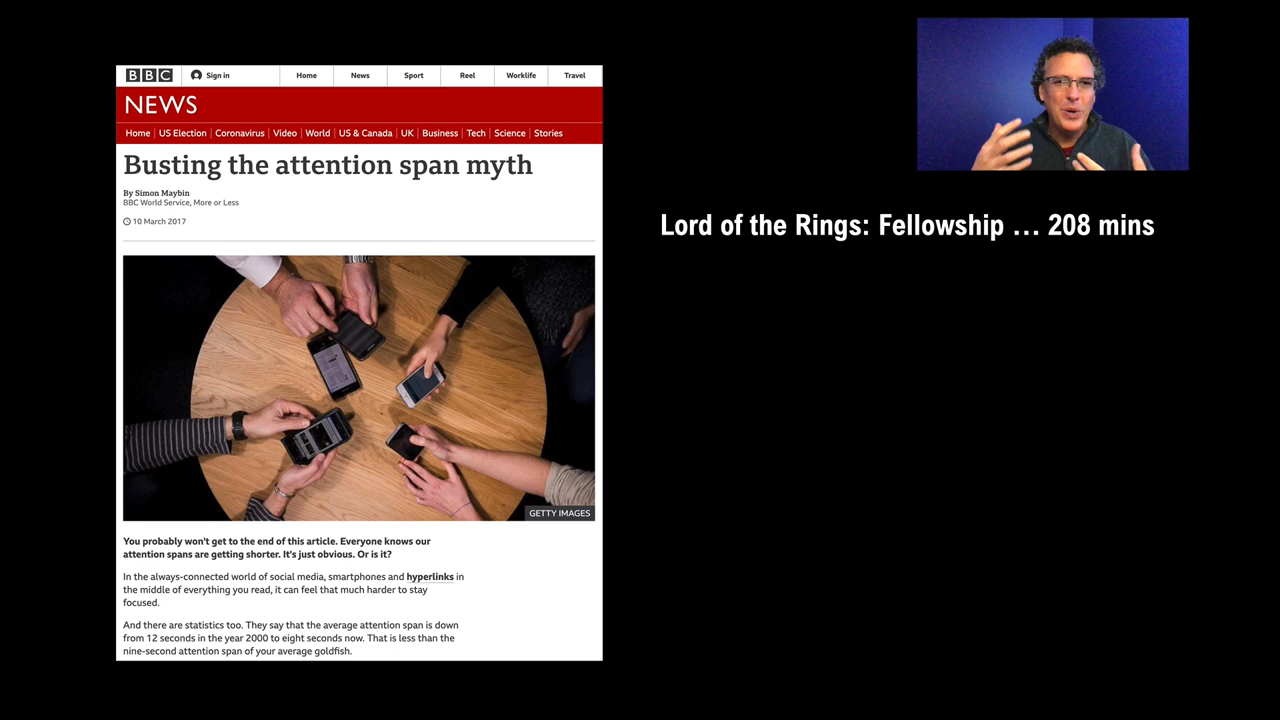 BBC Sign in Home News Sport Reel Worklife Travel
NEWS
Home US Election Coronavirus Video World US & Canada UK Business Tech Science Stories
Busting the attention span myth
By Simon Maybin
BBC World Service, More or Less
10 March 2017
GETTY IMAGES
You probably won't get to the end of this article. Everyone knows our
attention spans are getting shorter. It's just obvious. Or is it?
In the always-connected world of social media, smartphones and hyperlinks in
the middle of everything you read, it can feel that much harder to stay
focused.
And there are statistics too. They say that the average attention span is down
from 12 seconds in the year 2000 to eight seconds now. That is less than the
nine-second attention span of your average goldfish.
Lord of the Rings: Fellowship … 208 mins